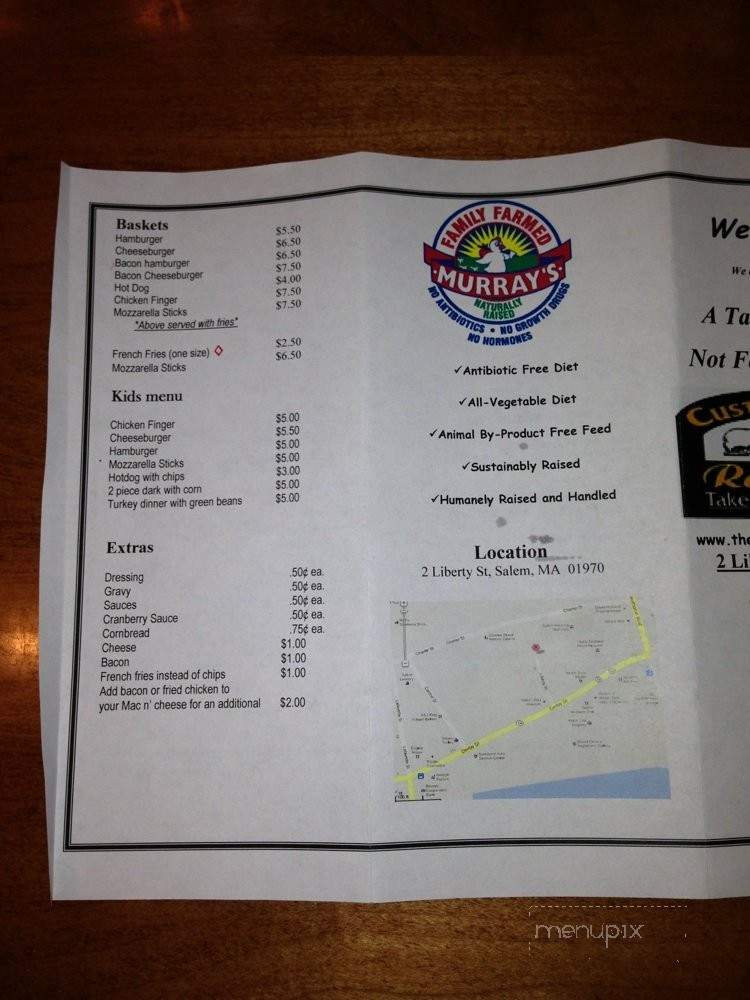 Baskets
Hamburger $5.50
Cheeseburger $6.50
Bacon hamburger $6.50
Bacon Cheeseburger $7.50
Hot Dog $4.00
Chicken Finger $7.50
Mozzarella Sticks $7.50
*Above served with fries*
French Fries (one size) ◊ $2.50
Mozzarella Sticks $6.50
Kids menu
Chicken Finger $5.00
Cheeseburger $5.50
Hamburger $5.00
Mozzarella Sticks $5.00
Hotdog with chips $3.00
2 piece dark with corn $5.00
Turkey dinner with green beans $5.00
Extras
Dressing .50¢ ea.
Gravy .50¢ ea.
Sauces .50¢ ea.
Cranberry Sauce .50¢ ea.
Cornbread .75¢ ea.
Cheese $1.00
Bacon $1.00
French fries instead of chips $1.00
Add bacon or fried chicken to
your Mac n' cheese for an additional $2.00
FAMILY FARMED
MURRAY'S
NATURALLY
RAISED
NO ANTIBIOTICS • NO GROWTH DRUGS
NO HORMONES
✓Antibiotic Free Diet
✓All-Vegetable Diet
✓Animal By-Product Free Feed
✓Sustainably Raised
✓Humanely Raised and Handled
Location
2 Liberty St, Salem, MA 01970
Charter St
Derby St
We
We
A Ta
Not F
Cust
R
Take
www.the
2 Li
menupix